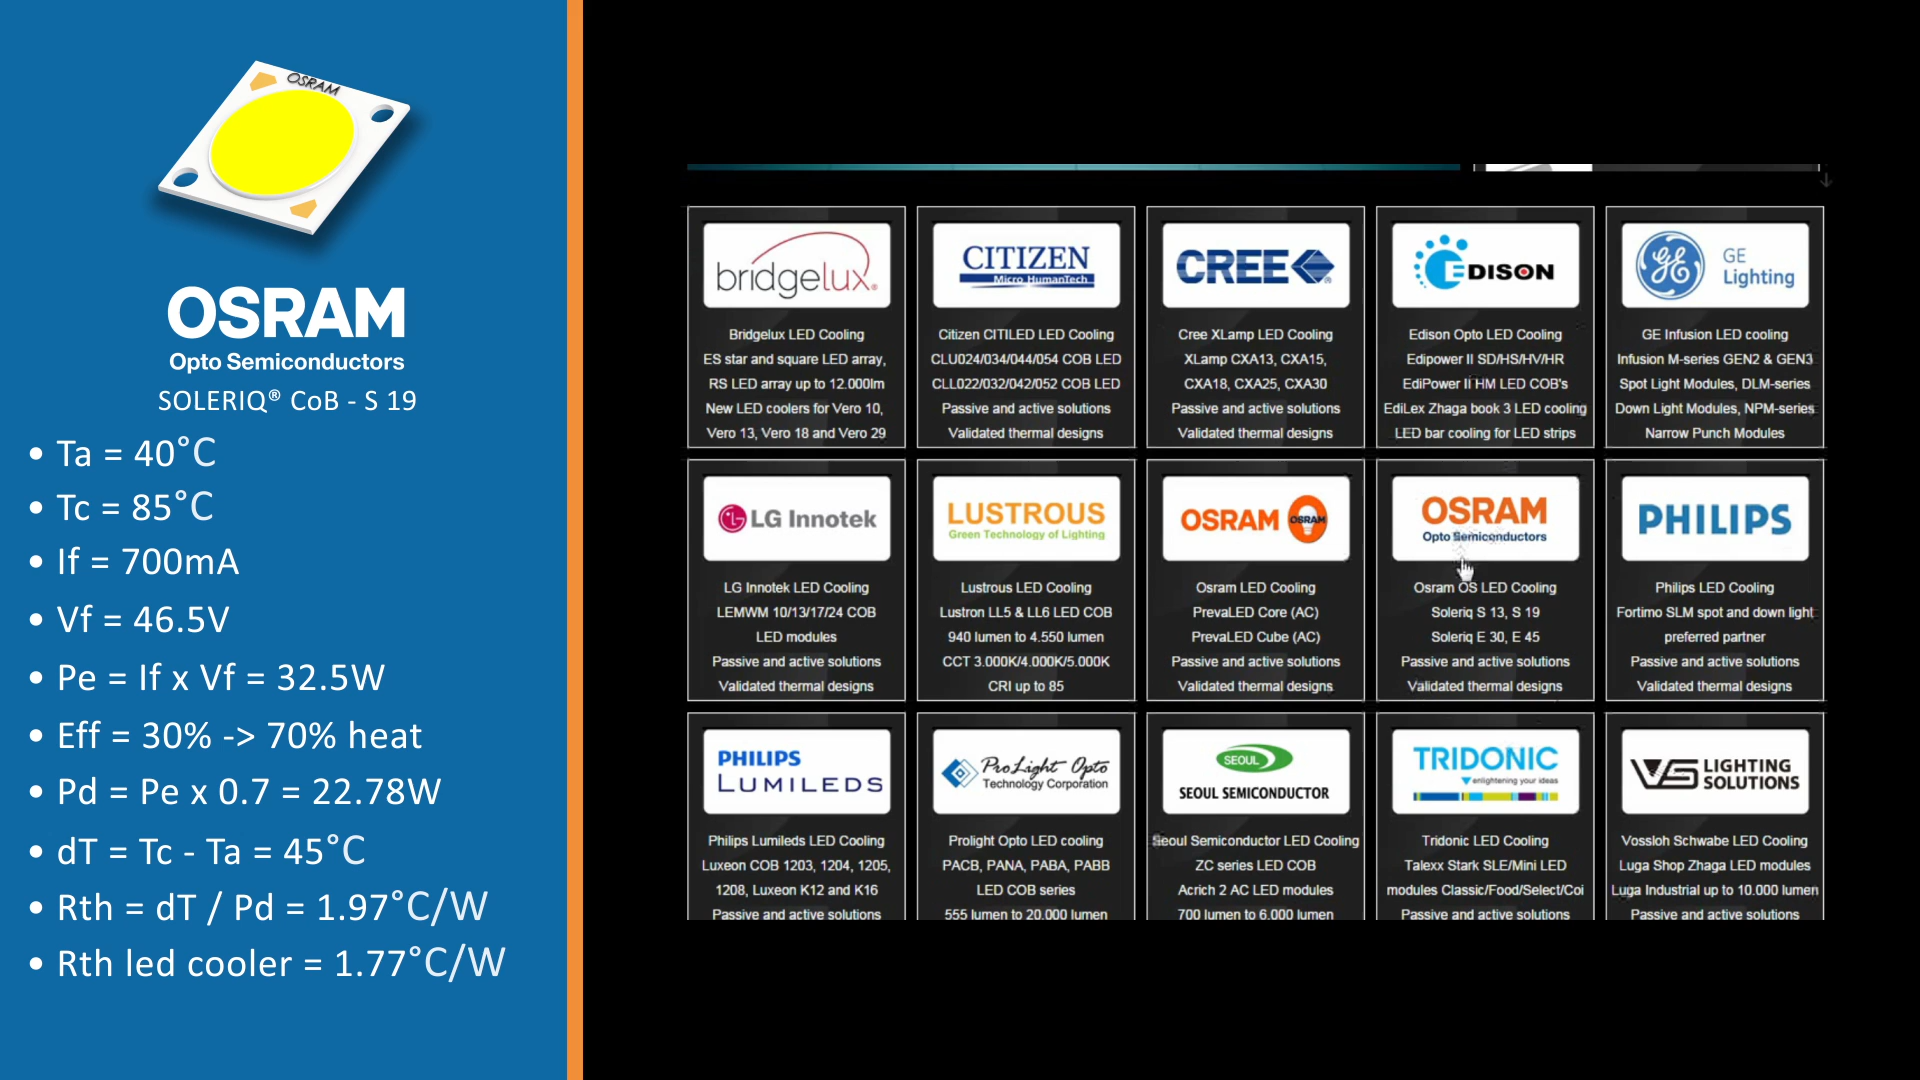 OSRAM
OSRAM
Opto Semiconductors
SOLERIQ® CoB - S 19
• Ta = 40°C
• Tc = 85°C
• If = 700mA
• Vf = 46.5V
• Pe = If x Vf = 32.5W
• Eff = 30% -> 70% heat
• Pd = Pe x 0.7 = 22.78W
• dT = Tc - Ta = 45°C
• Rth = dT / Pd = 1.97°C/W
• Rth led cooler = 1.77°C/W
bridgelux.
Bridgelux LED Cooling
ES star and square LED array,
RS LED array up to 12.000lm
New LED coolers for Vero 10,
Vero 13, Vero 18 and Vero 29
CITIZEN
Micro HumanTech
Citizen CITILED LED Cooling
CLU024/034/044/054 COB LED
CLL022/032/042/052 COB LED
Passive and active solutions
Validated thermal designs
CREE
Cree XLamp LED Cooling
XLamp CXA13, CXA15,
CXA18, CXA25, CXA30
Passive and active solutions
Validated thermal designs
EDISON
Edison Opto LED Cooling
Edipower II SD/HS/HV/HR
EdiPower II HM LED COB's
EdiLex Zhaga book 3 LED cooling
LED bar cooling for LED strips
GE
GE
Lighting
GE Infusion LED cooling
Infusion M-series GEN2 & GEN3
Spot Light Modules, DLM-series
Down Light Modules, NPM-series
Narrow Punch Modules
LG Innotek
LG Innotek LED Cooling
LEMWM 10/13/17/24 COB
LED modules
Passive and active solutions
Validated thermal designs
LUSTROUS
Green Technology of Lighting
Lustrous LED Cooling
Lustron LL5 & LL6 LED COB
940 lumen to 4.550 lumen
CCT 3.000K/4.000K/5.000K
CRI up to 85
OSRAM OSRAM
Osram LED Cooling
PrevaLED Core (AC)
PrevaLED Cube (AC)
Passive and active solutions
Validated thermal designs
OSRAM
Opto Semiconductors
Osram OS LED Cooling
Soleriq S 13, S 19
Soleriq E 30, E 45
Passive and active solutions
Validated thermal designs
PHILIPS
Philips LED Cooling
Fortimo SLM spot and down light
preferred partner
Passive and active solutions
Validated thermal designs
PHILIPS
LUMILEDS
Philips Lumileds LED Cooling
Luxeon COB 1203, 1204, 1205,
1208, Luxeon K12 and K16
Passive and active solutions
ProLight Opto
Technology Corporation
Prolight Opto LED cooling
PACB, PANA, PABA, PABB
LED COB series
555 lumen to 20.000 lumen
SEOUL
SEOUL SEMICONDUCTOR
Seoul Semiconductor LED Cooling
ZC series LED COB
Acrich 2 AC LED modules
700 lumen to 6.000 lumen
TRIDONIC
enlightening your ideas
Tridonic LED Cooling
Talexx Stark SLE/Mini LED
modules Classic/Food/Select/Coi
Passive and active solutions
VS LIGHTING
SOLUTIONS
Vossloh Schwabe LED Cooling
Luga Shop Zhaga LED modules
Luga Industrial up to 10.000 lumen
Passive and active solutions